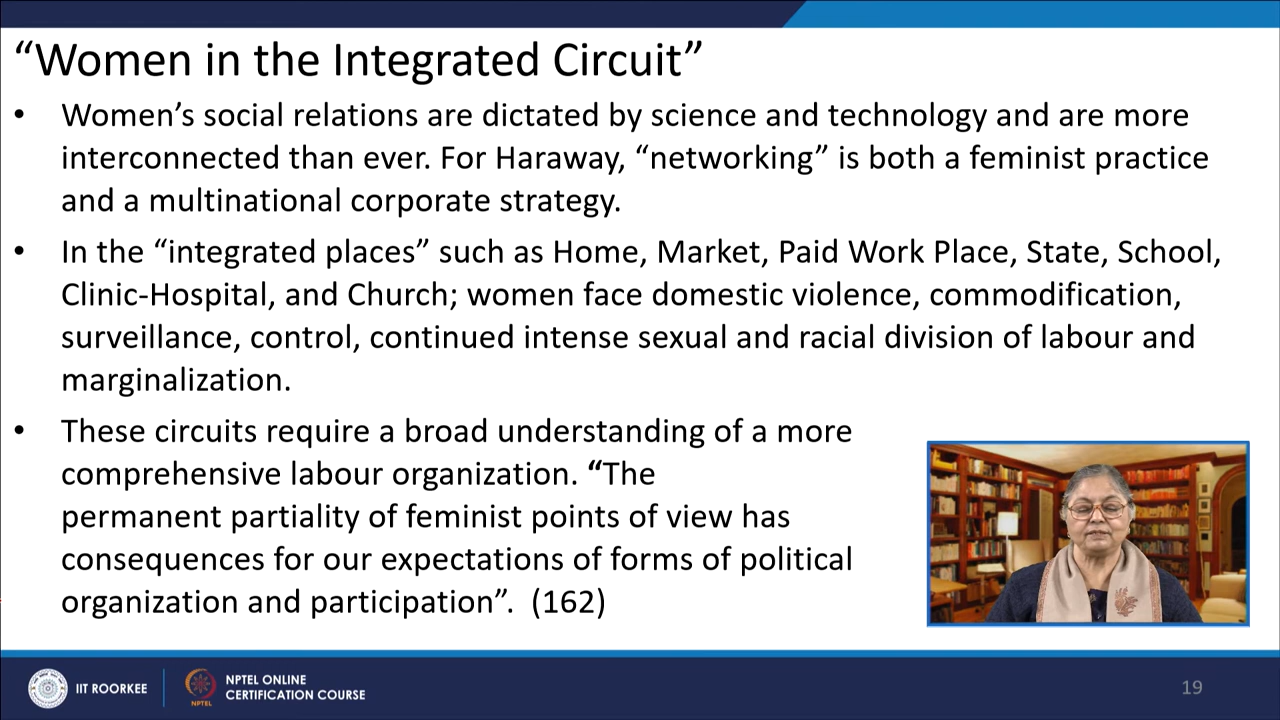 “Women in the Integrated Circuit”
• Women’s social relations are dictated by science and technology and are more
interconnected than ever. For Haraway, “networking” is both a feminist practice
and a multinational corporate strategy.
• In the “integrated places” such as Home, Market, Paid Work Place, State, School,
Clinic-Hospital, and Church; women face domestic violence, commodification,
surveillance, control, continued intense sexual and racial division of labour and
marginalization.
• These circuits require a broad understanding of a more
comprehensive labour organization. “The
permanent partiality of feminist points of view has
consequences for our expectations of forms of political
organization and participation”. (162)
IIT ROORKEE
NPTEL
NPTEL ONLINE
CERTIFICATION COURSE
19